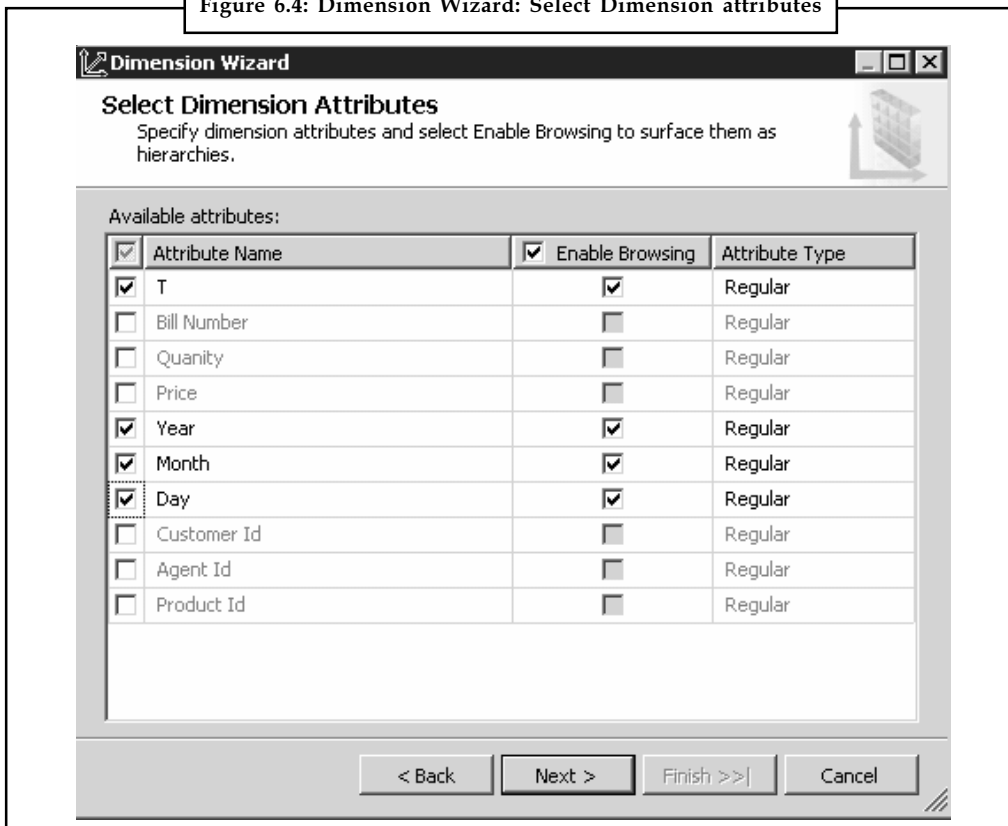 Figure 6.4: Dimension Wizard: Select Dimension attributes
Dimension Wizard
Select Dimension Attributes
Specify dimension attributes and select Enable Browsing to surface them as
hierarchies.
Available attributes:
Attribute Name Enable Browsing Attribute Type
T Regular
Bill Number Regular
Quanity Regular
Price Regular
Year Regular
Month Regular
Day Regular
Customer Id Regular
Agent Id Regular
Product Id Regular
< Back Next > Finish >>| Cancel